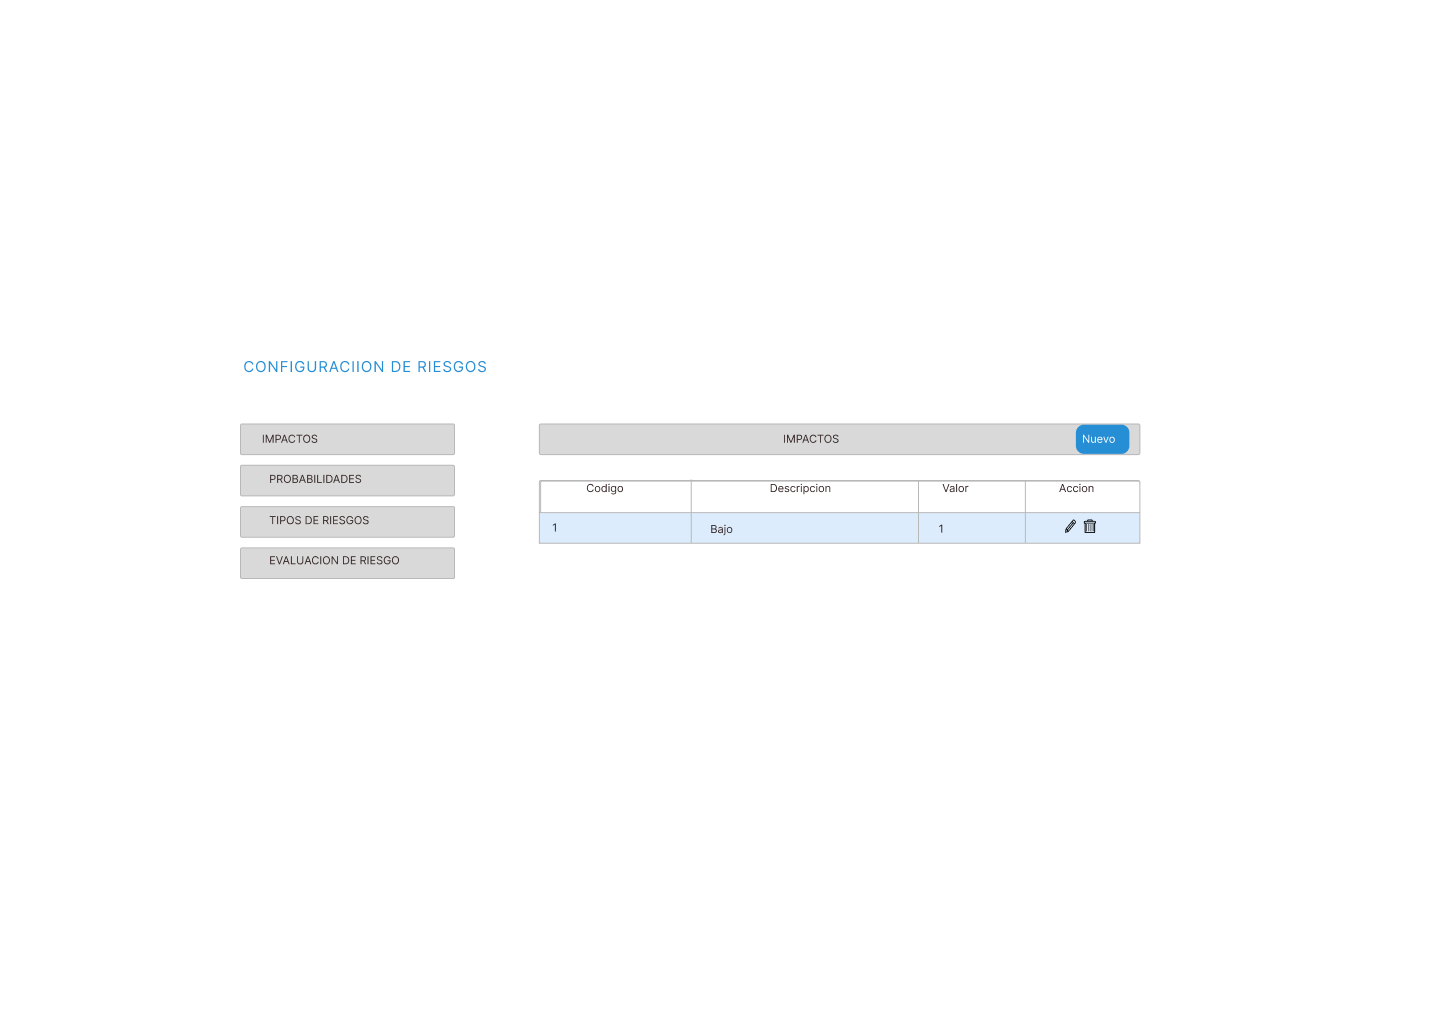 CONFIGURACIION DE RIESGOS
IMPACTOS
PROBABILIDADES
TIPOS DE RIESGOS
EVALUACION DE RIESGO
IMPACTOS Nuevo
Codigo Descripcion Valor Accion
1 Bajo 1